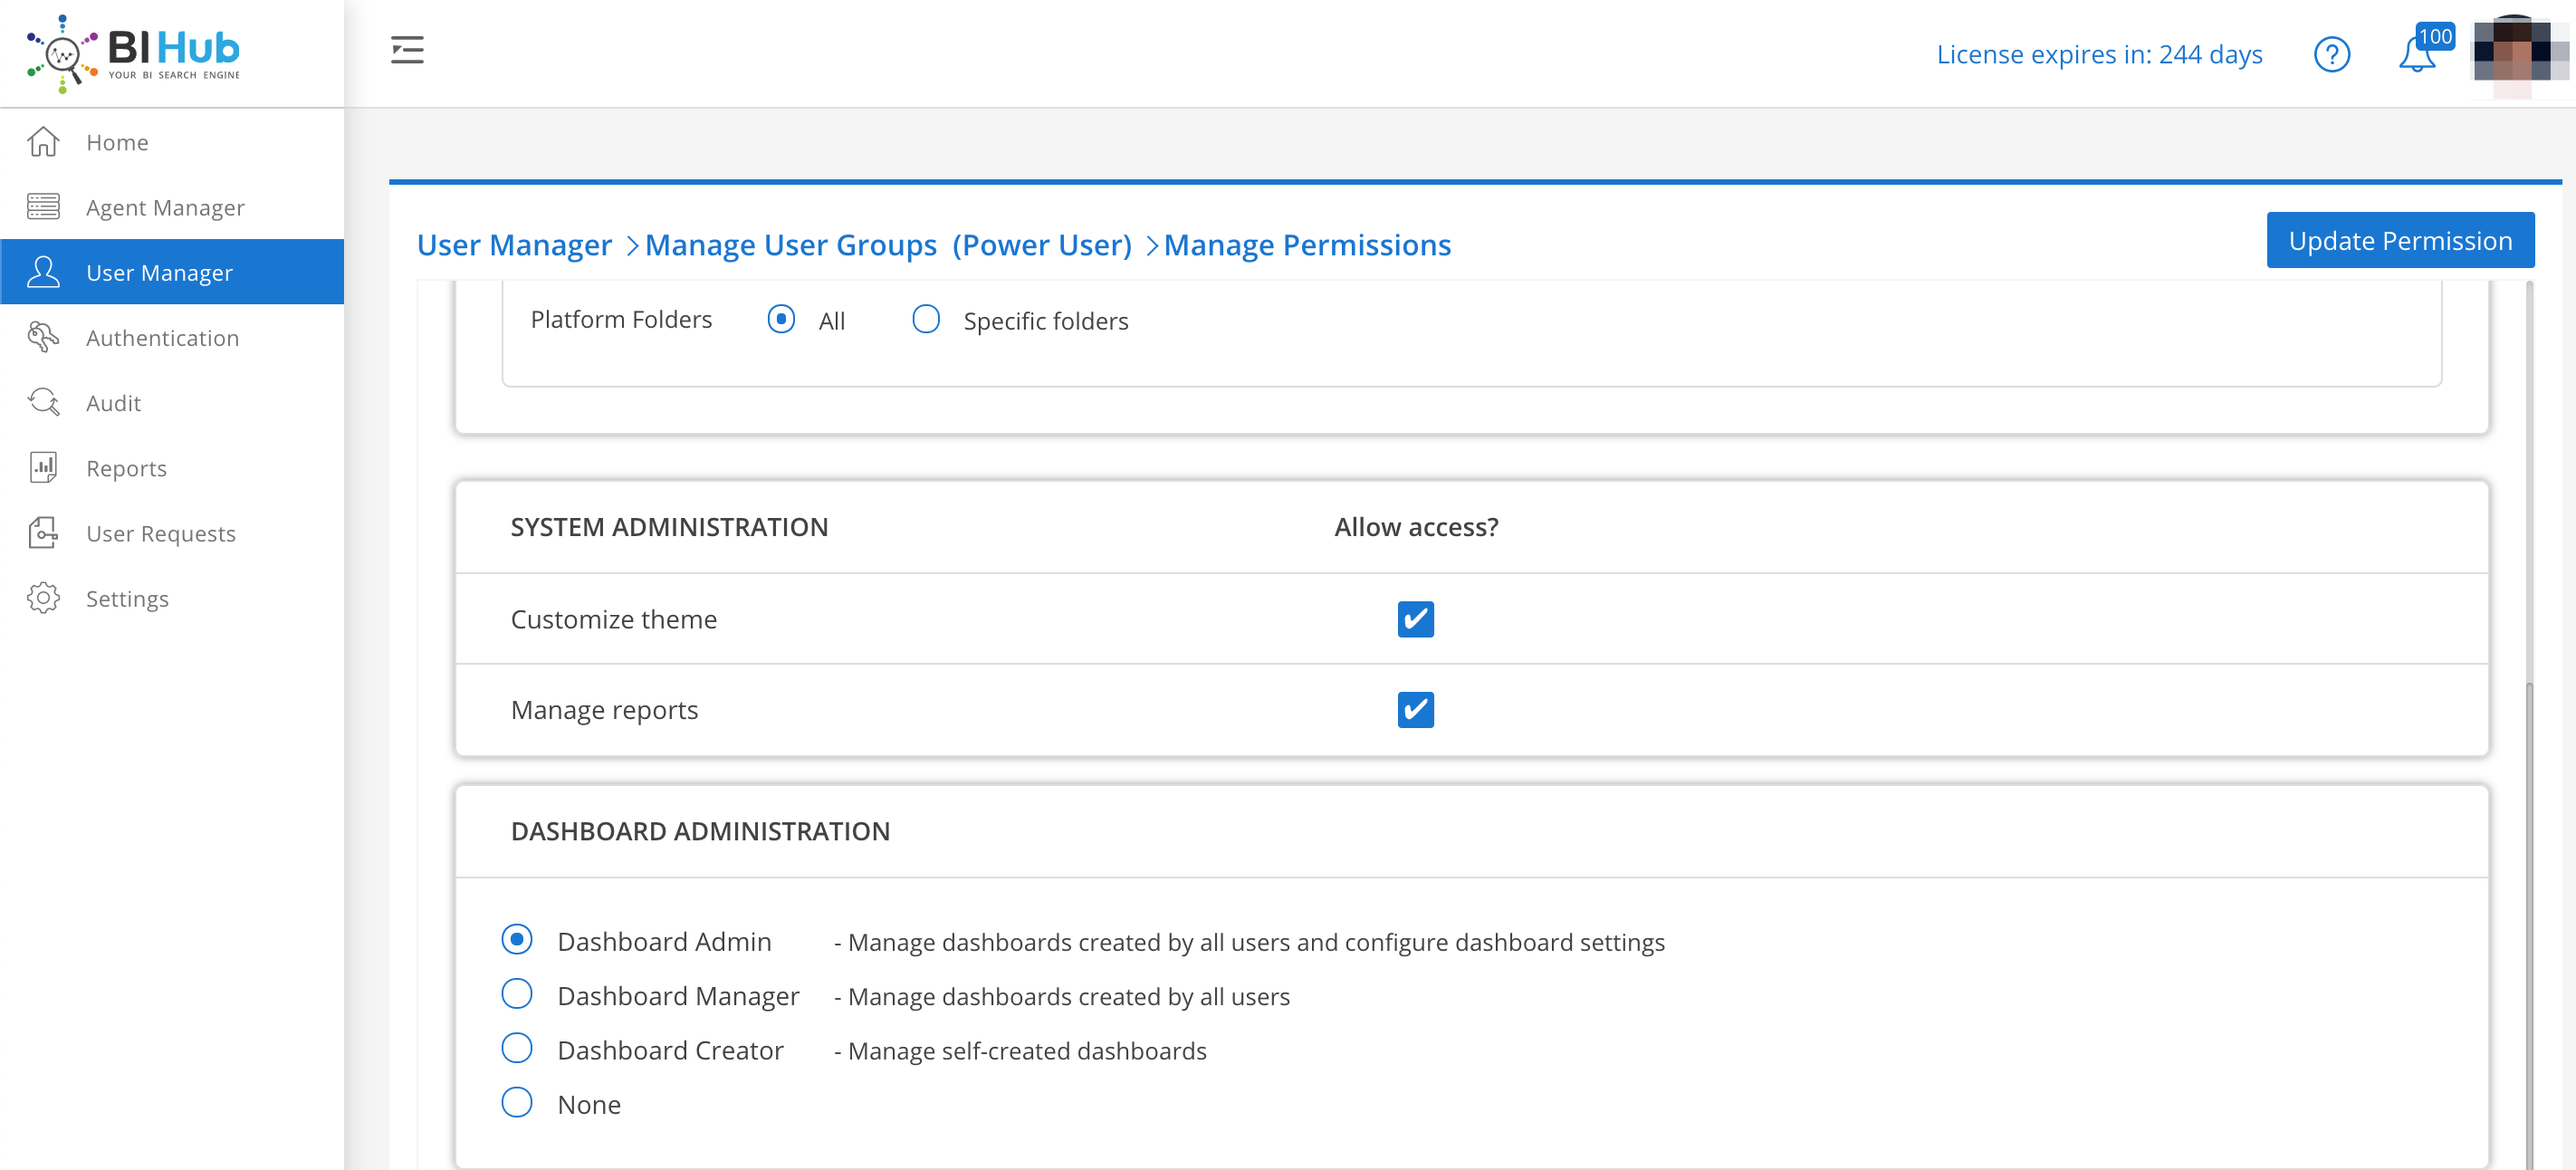 BI Hub
YOUR BI SEARCH ENGINE
License expires in: 244 days
?
100
Home
Agent Manager
User Manager
Authentication
Audit
Reports
User Requests
Settings
User Manager >Manage User Groups (Power User) >Manage Permissions
Update Permission
Platform Folders All Specific folders
SYSTEM ADMINISTRATION Allow access?
Customize theme
Manage reports
DASHBOARD ADMINISTRATION
Dashboard Admin - Manage dashboards created by all users and configure dashboard settings
Dashboard Manager - Manage dashboards created by all users
Dashboard Creator - Manage self-created dashboards
None